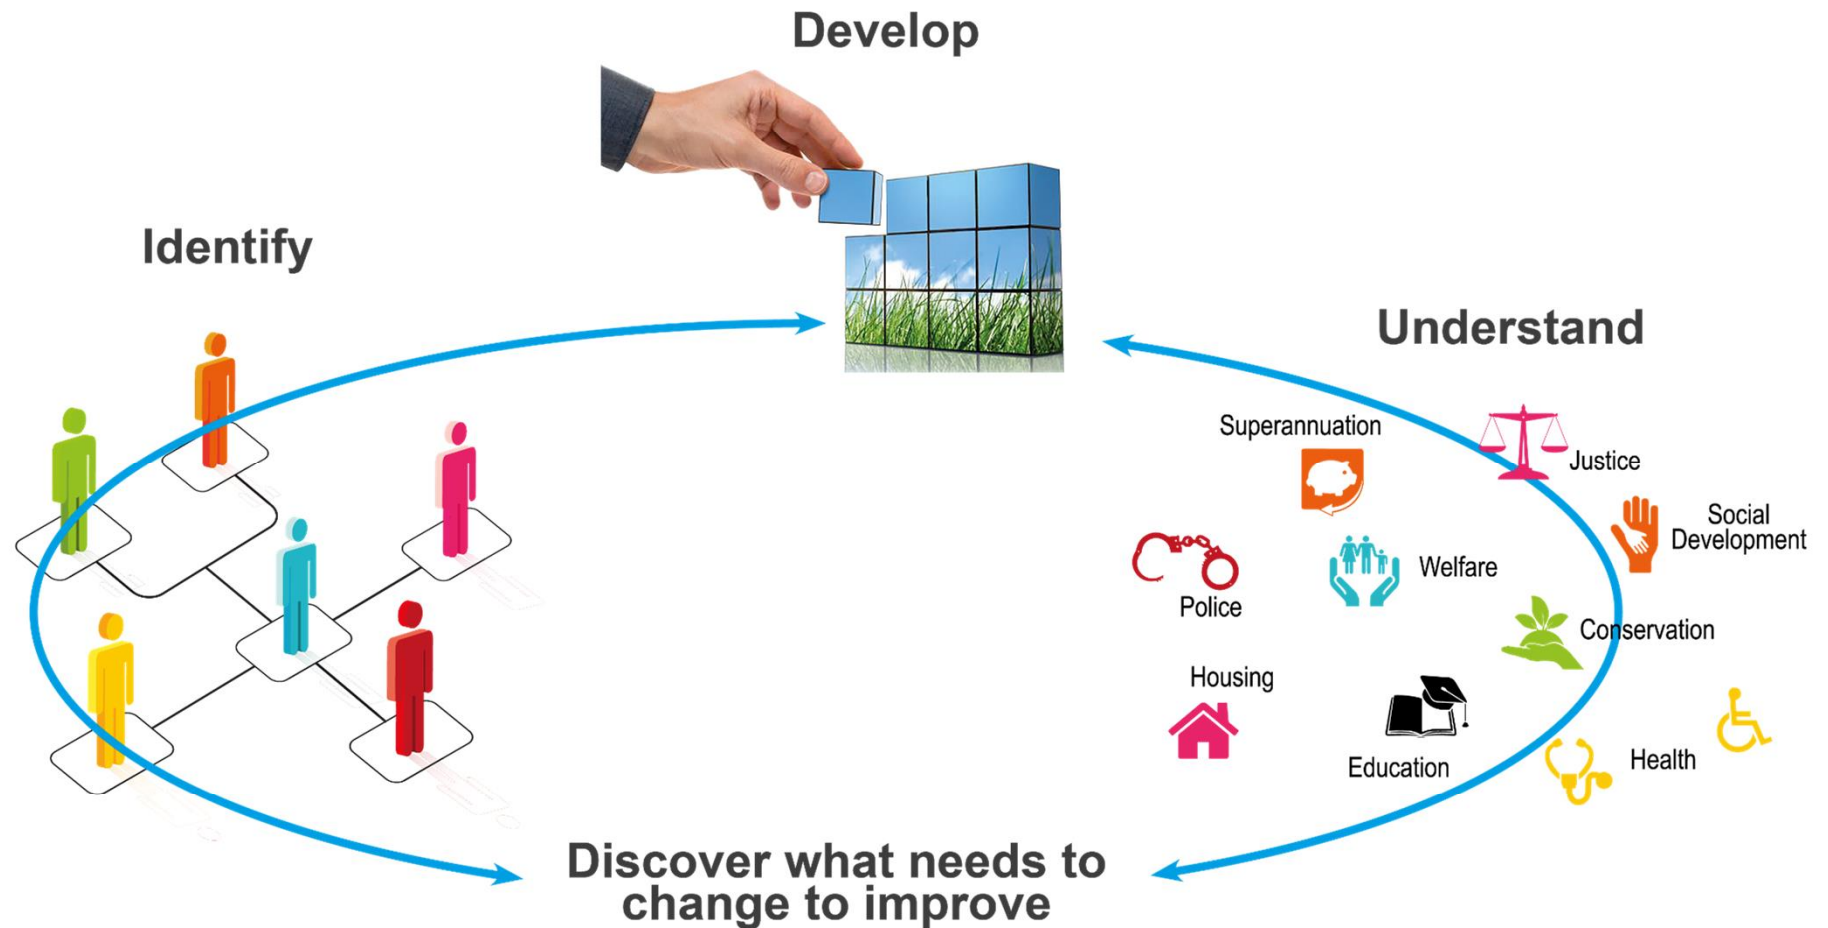 Develop
Identify
Understand
Superannuation
Justice
Social
Development
Welfare
Police
Conservation
Housing
Education
Health
Discover what needs to
change to improve